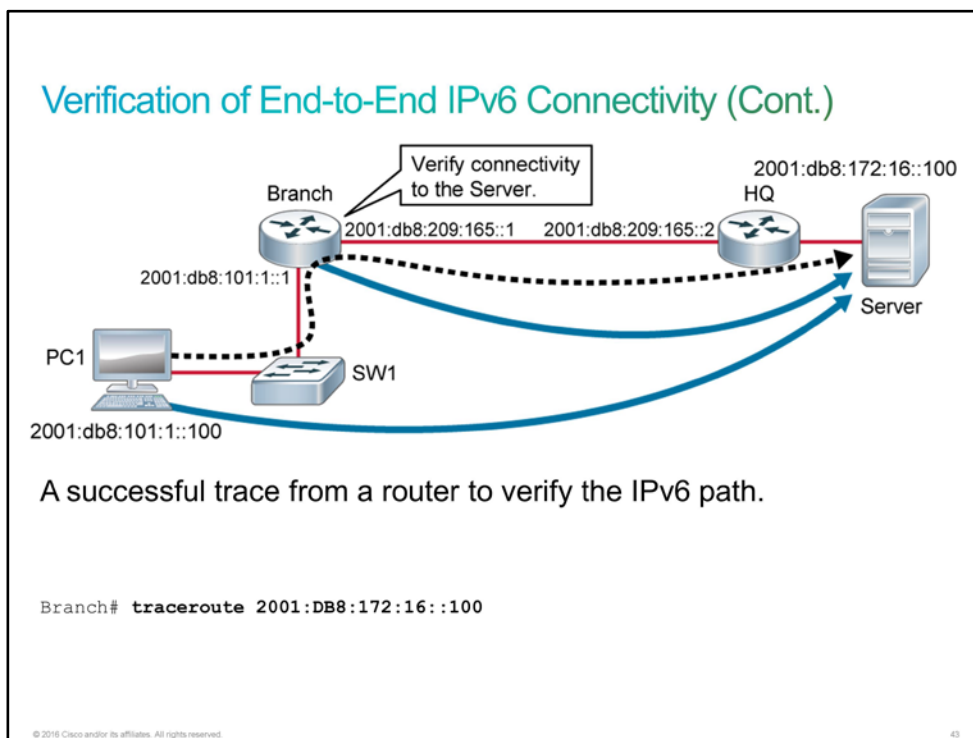 Verification of End-to-End IPv6 Connectivity (Cont.)
Verify connectivity
to the Server.
2001:db8:172:16::100
Branch
HQ
2001:db8:209:165::1
2001:db8:209:165::2
2001:db8:101:1::1
Server
PC1
SW1
2001:db8:101:1::100
A successful trace from a router to verify the IPv6 path.
Branch# traceroute 2001:DB8:172:16::100
© 2016 Cisco and/or its affiliates. All rights reserved.
43